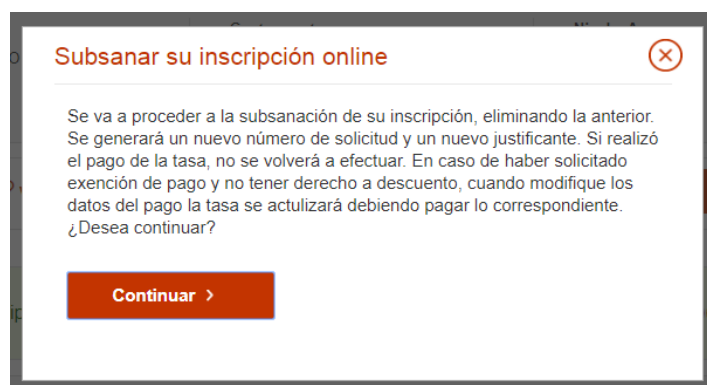 Subsanar su inscripción online
Se va a proceder a la subsanación de su inscripción, eliminando la anterior.
Se generará un nuevo número de solicitud y un nuevo justificante. Si realizó
el pago de la tasa, no se volverá a efectuar. En caso de haber solicitado
exención de pago y no tener derecho a descuento, cuando modifique los
datos del pago la tasa se actulizará debiendo pagar lo correspondiente.
¿Desea continuar?
Continuar >